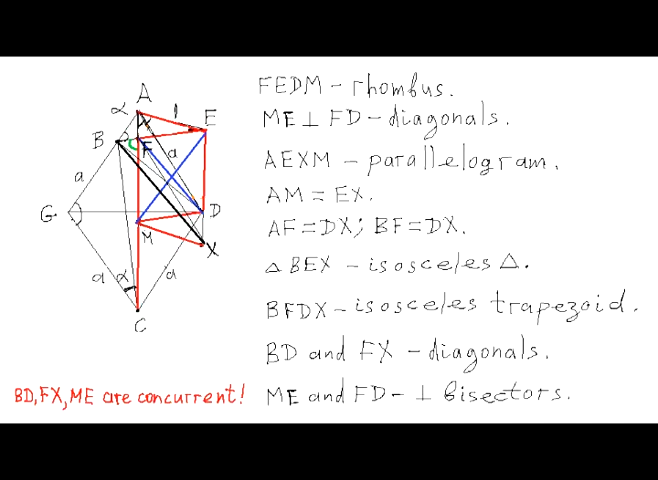 FEDM – rhombus.
ME ⊥ FD – diagonals.
AEXM – parallelogram.
AM = EX.
AF = DX; BF = DX.
△BEX – isosceles △.
BFDX – isosceles trapezoid.
BD and FX – diagonals.
ME and FD – ⊥ bisectors.
BD, FX, ME are concurrent!
A
α
1
E
B
F
a
a
G
D
M
X
a
α
a
C